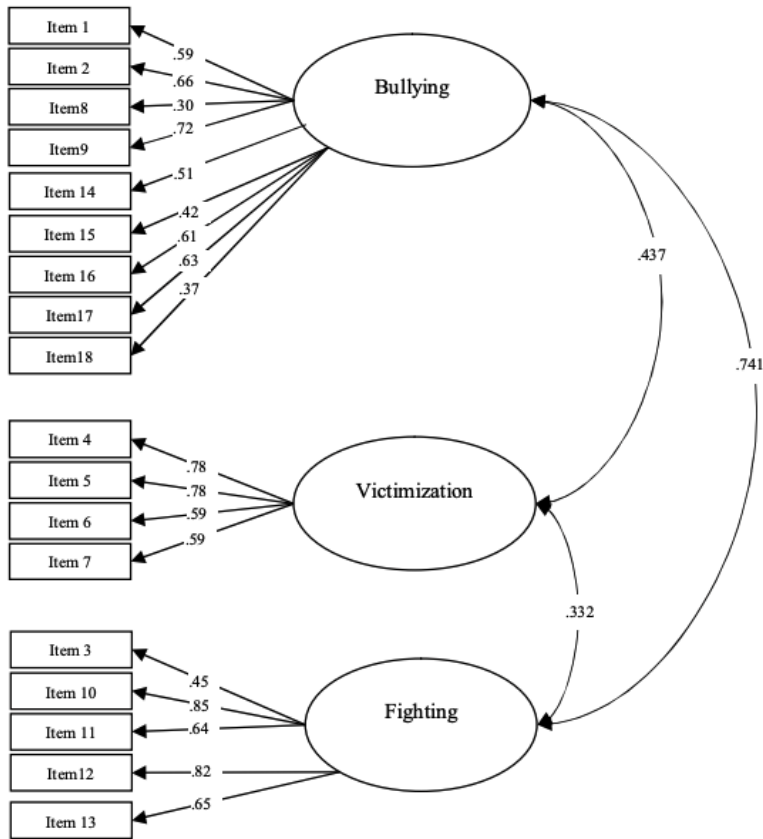 Item 1
Item 2
Item8
Item9
Item 14
Item 15
Item 16
Item17
Item18
.59
.66
.30
.72
.51
.42
.61
.63
.37
Bullying
.437
.741
Item 4
Item 5
Item 6
Item 7
.78
.78
.59
.59
Victimization
.332
Item 3
Item 10
Item 11
Item12
Item 13
.45
.85
.64
.82
.65
Fighting